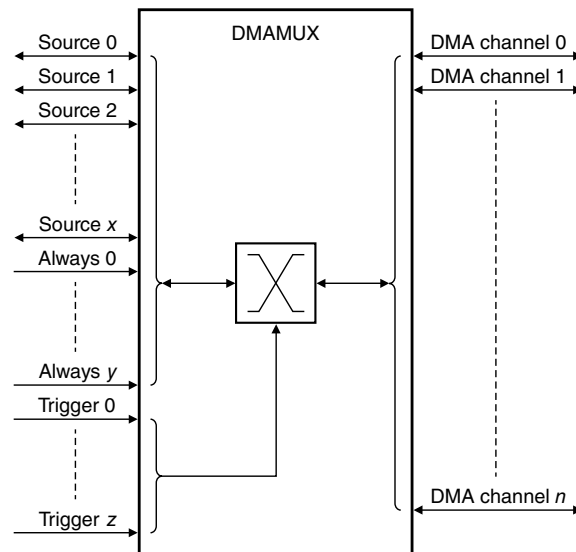 DMAMUX
Source 0
Source 1
Source 2
Source x
Always 0
Always y
Trigger 0
Trigger z
DMA channel 0
DMA channel 1
DMA channel n